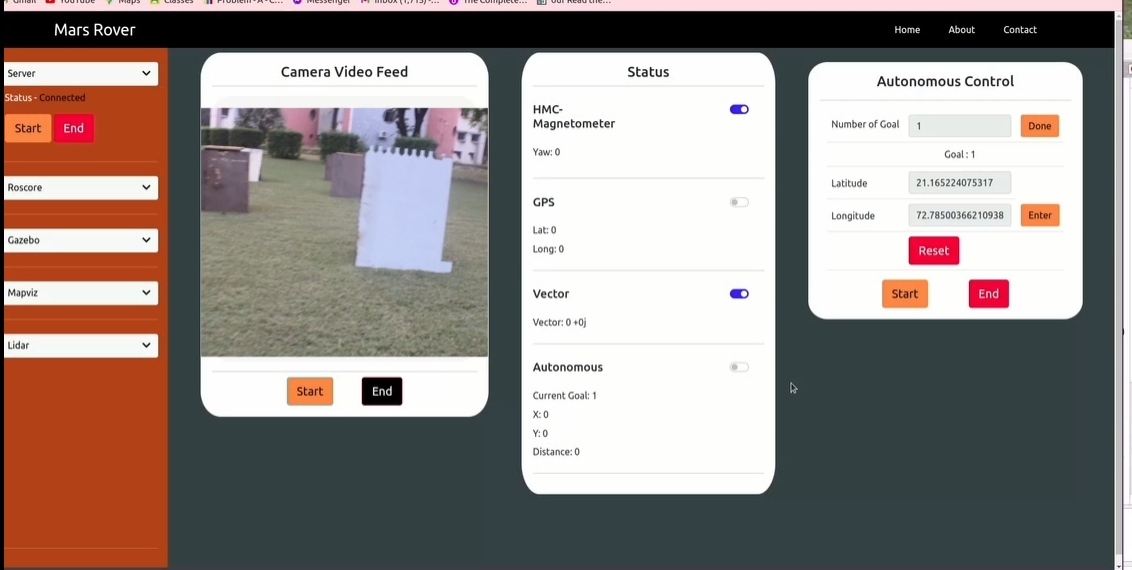 Gmail YouTube Maps Classes Problem - A - C... Messenger Inbox (1,713) -... The Complete... our Read the...
Mars Rover Home About Contact
Server
Status - Connected
Start End
Roscore
Gazebo
Mapviz
Lidar
Camera Video Feed
Start End
Status
HMC-
Magnetometer
Yaw: 0
GPS
Lat: 0
Long: 0
Vector
Vector: 0 +0j
Autonomous
Current Goal: 1
X: 0
Y: 0
Distance: 0
Autonomous Control
Number of Goal 1 Done
Goal : 1
Latitude 21.165224075317
Longitude 72.78500366210938 Enter
Reset
Start End